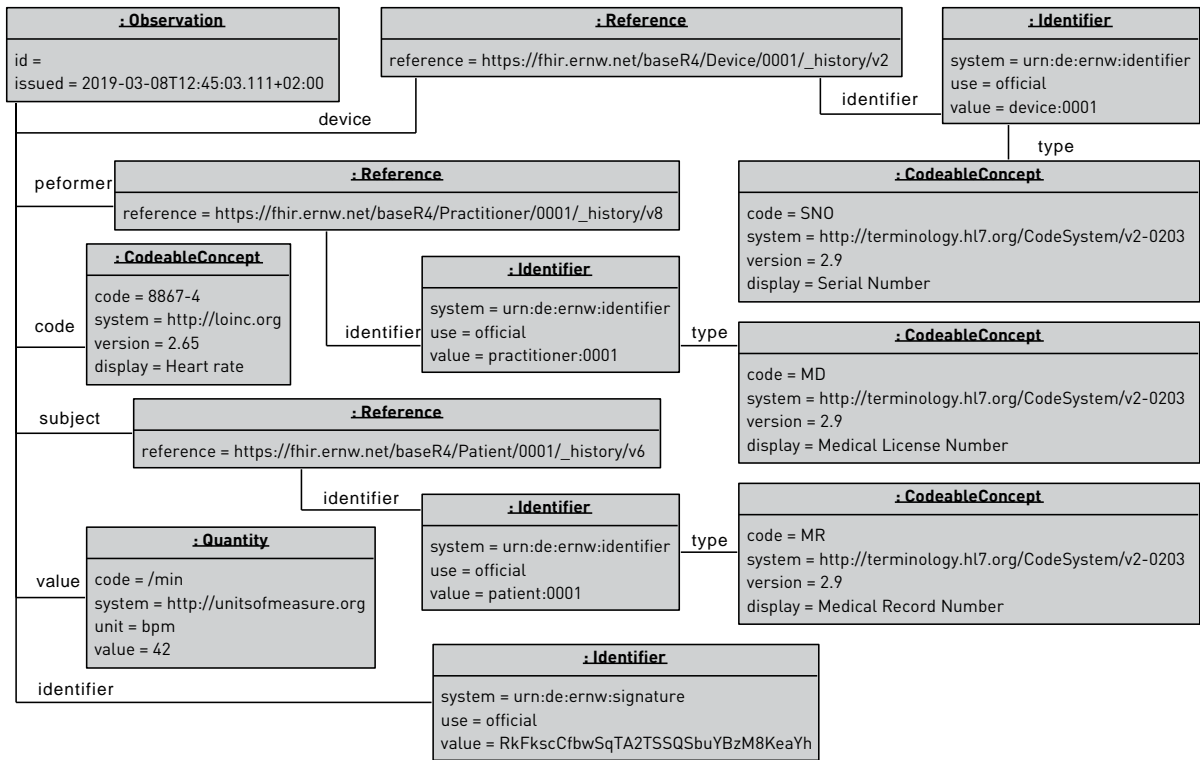 : Observation
id =
issued = 2019-03-08T12:45:03.111+02:00
: Reference
reference = https://fhir.ernw.net/baseR4/Device/0001/_history/v2
: Identifier
system = urn:de:ernw:identifier
use = official
value = device:0001
identifier
device
type
peformer
: Reference
reference = https://fhir.ernw.net/baseR4/Practitioner/0001/_history/v8
: CodeableConcept
code = SNO
system = http://terminology.hl7.org/CodeSystem/v2-0203
version = 2.9
display = Serial Number
code
: CodeableConcept
code = 8867-4
system = http://loinc.org
version = 2.65
display = Heart rate
identifier
: Identifier
system = urn:de:ernw:identifier
use = official
value = practitioner:0001
type
: CodeableConcept
code = MD
system = http://terminology.hl7.org/CodeSystem/v2-0203
version = 2.9
display = Medical License Number
subject
: Reference
reference = https://fhir.ernw.net/baseR4/Patient/0001/_history/v6
identifier
: Identifier
system = urn:de:ernw:identifier
use = official
value = patient:0001
type
: CodeableConcept
code = MR
system = http://terminology.hl7.org/CodeSystem/v2-0203
version = 2.9
display = Medical Record Number
value
: Quantity
code = /min
system = http://unitsofmeasure.org
unit = bpm
value = 42
identifier
: Identifier
system = urn:de:ernw:signature
use = official
value = RkFkscCfbwSqTA2TSSQSbuYBzM8KeaYh